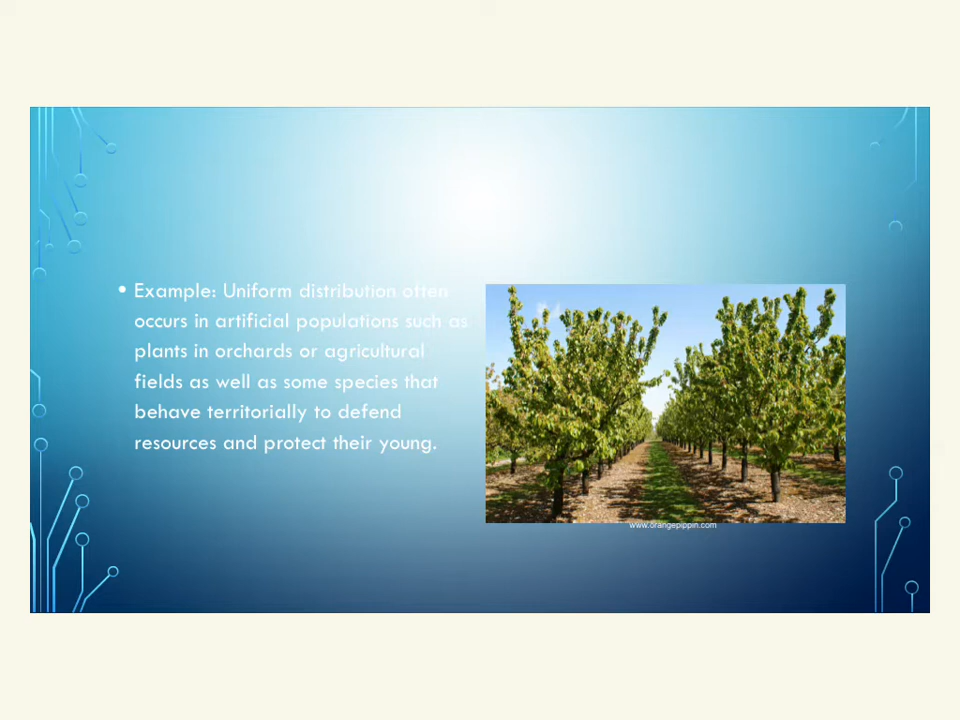 • Example: Uniform distribution often
occurs in artificial populations such as
plants in orchards or agricultural
fields as well as some species that
behave territorially to defend
resources and protect their young.
www.orangepippin.com